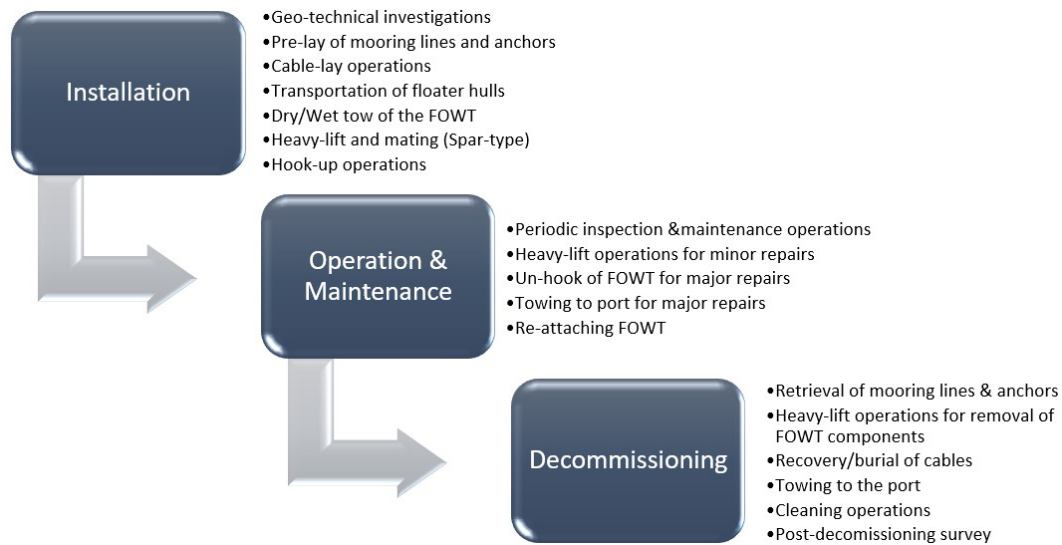 Installation
•Geo-technical investigations
•Pre-lay of mooring lines and anchors
•Cable-lay operations
•Transportation of floater hulls
•Dry/Wet tow of the FOWT
•Heavy-lift and mating (Spar-type)
•Hook-up operations
Operation &
Maintenance
•Periodic inspection &maintenance operations
•Heavy-lift operations for minor repairs
•Un-hook of FOWT for major repairs
•Towing to port for major repairs
•Re-attaching FOWT
Decommissioning
•Retrieval of mooring lines & anchors
•Heavy-lift operations for removal of
FOWT components
•Recovery/burial of cables
•Towing to the port
•Cleaning operations
•Post-decomissioning survey